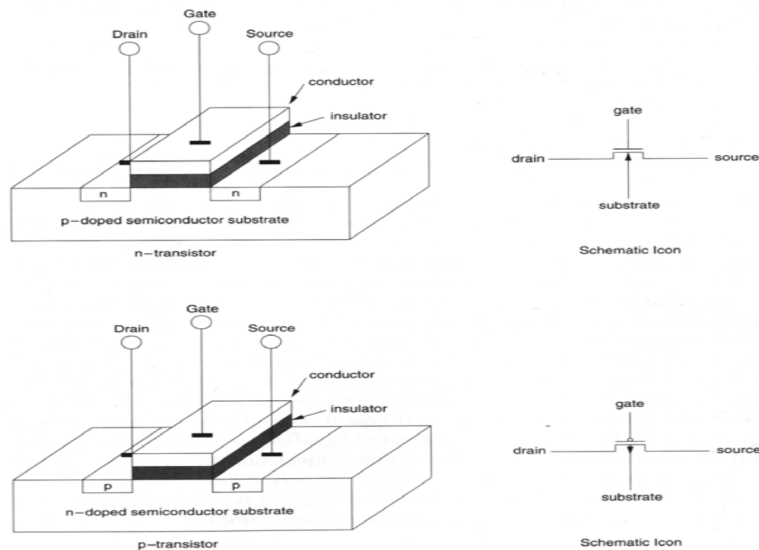 Gate
Drain
Source
conductor
insulator
n
n
p-doped semiconductor substrate
n-transistor
gate
drain
source
substrate
Schematic Icon
Gate
Drain
Source
conductor
insulator
p
p
n-doped semiconductor substrate
p-transistor
gate
drain
source
substrate
Schematic Icon